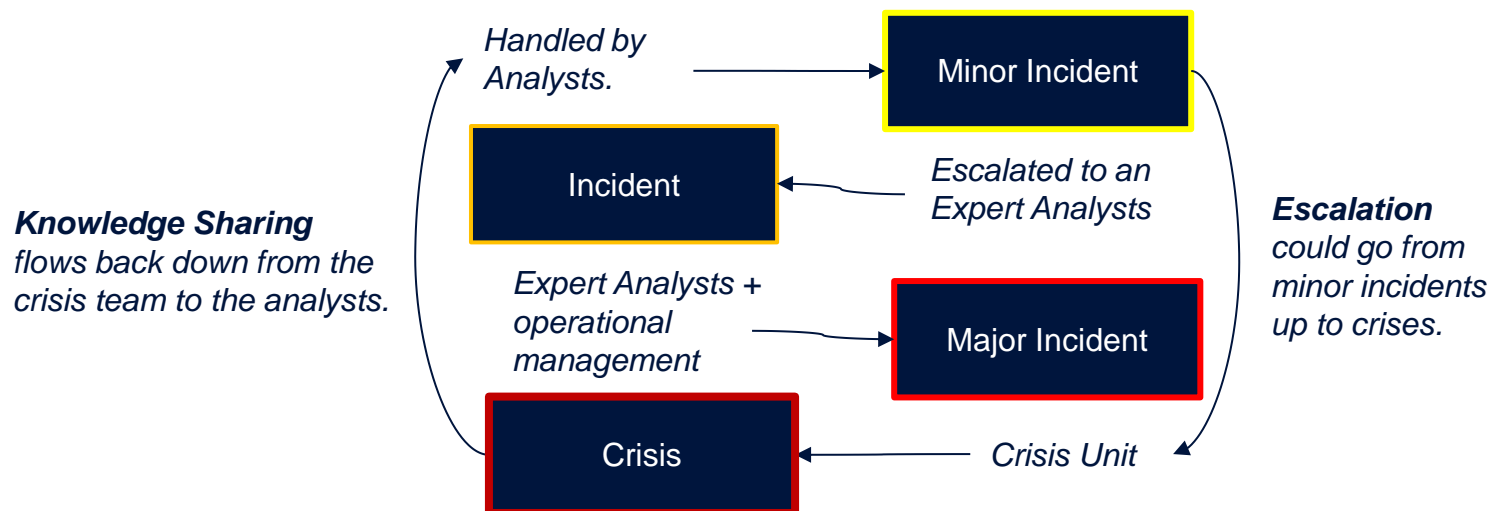 Handled by
Analysts.
Minor Incident
Incident
Escalated to an
Expert Analysts
Knowledge Sharing
flows back down from the
crisis team to the analysts.
Escalation
could go from
minor incidents
up to crises.
Expert Analysts +
operational
management
Major Incident
Crisis
Crisis Unit